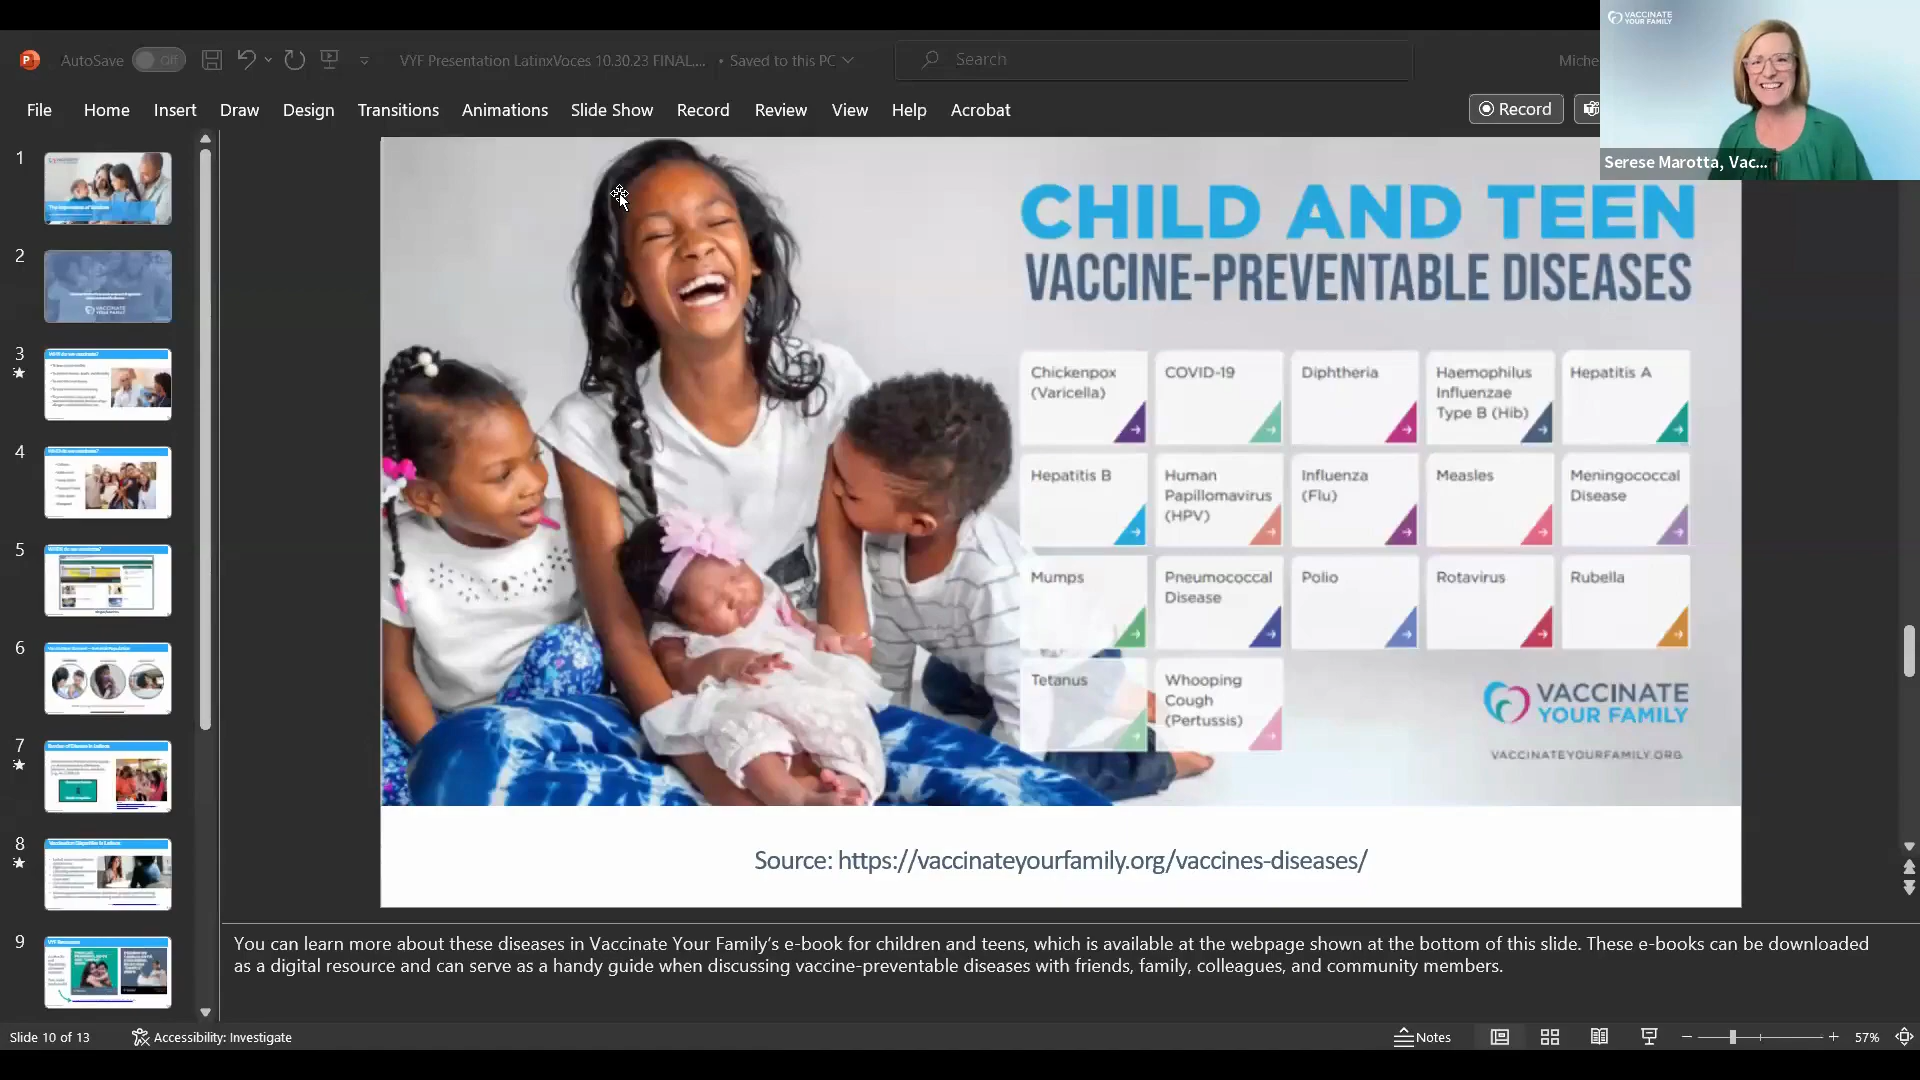 AutoSave
Off
VYF Presentation LatinxVoces 10.30.23 FINAL,... • Saved to this PC
Search
Miche
File
Home
Insert
Draw
Design
Transitions
Animations
Slide Show
Record
Review
View
Help
Acrobat
Record
VACCINATE
YOUR FAMILY
Serese Marotta, Vac...
1
2
3
4
5
6
7
8
9
CHILD AND TEEN
VACCINE-PREVENTABLE DISEASES
Chickenpox
(Varicella)
COVID-19
Diphtheria
Haemophilus
Influenzae
Type B (Hib)
Hepatitis A
Hepatitis B
Human
Papillomavirus
(HPV)
Influenza
(Flu)
Measles
Meningococcal
Disease
Mumps
Pneumococcal
Disease
Polio
Rotavirus
Rubella
Tetanus
Whooping
Cough
(Pertussis)
VACCINATE
YOUR FAMILY
VACCINATEYOURFAMILY.ORG
Source: https://vaccinateyourfamily.org/vaccines-diseases/
You can learn more about these diseases in Vaccinate Your Family's e-book for children and teens, which is available at the webpage shown at the bottom of this slide. These e-books can be downloaded
as a digital resource and can serve as a handy guide when discussing vaccine-preventable diseases with friends, family, colleagues, and community members.
Slide 10 of 13
Accessibility: Investigate
Notes
57%